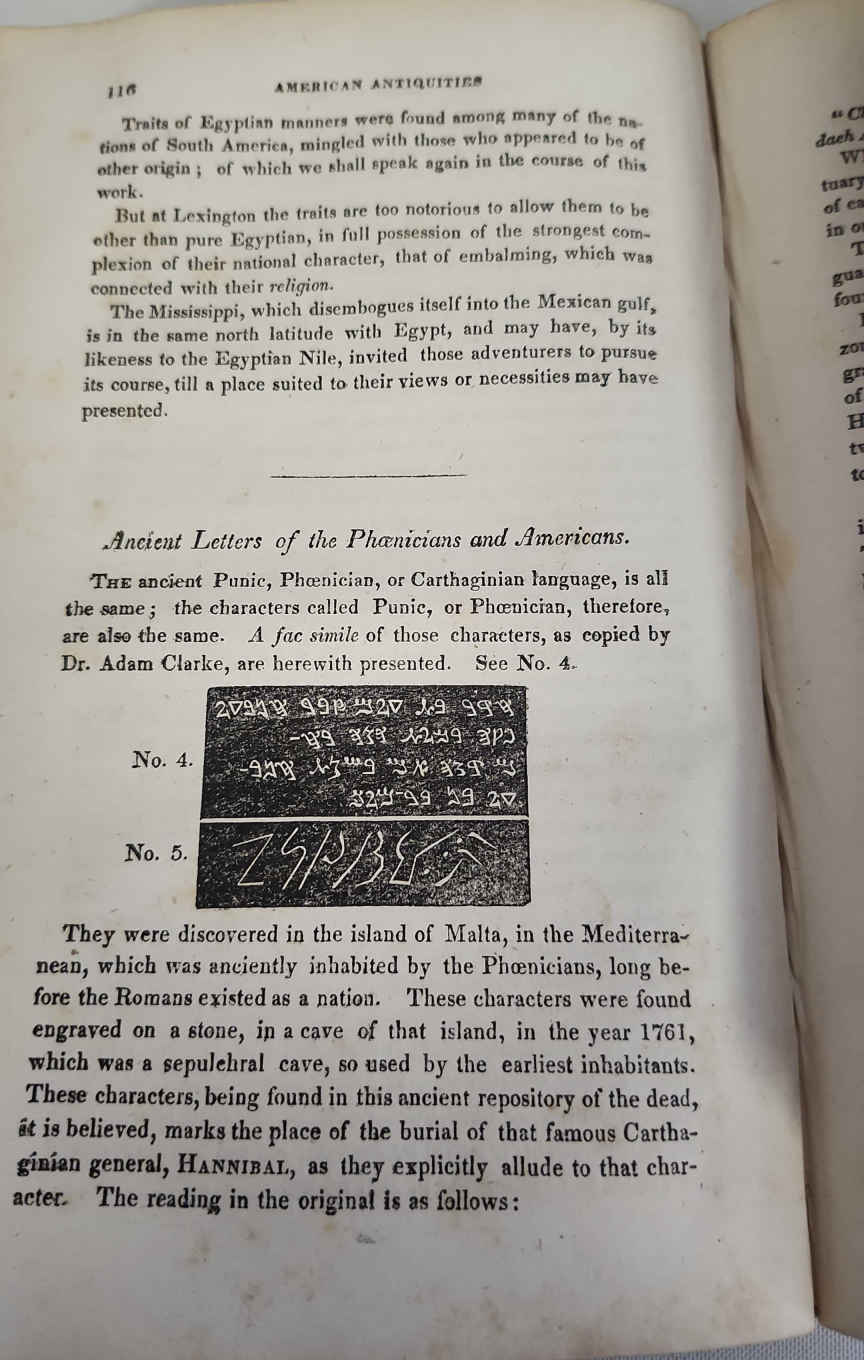 116 AMERICAN ANTIQUITIES
Traits of Egyptian manners were found among many of the na-
tions of South America, mingled with those who appeared to be of
other origin ; of which we shall speak again in the course of this
work.
But at Lexington the traits are too notorious to allow them to be
other than pure Egyptian, in full possession of the strongest com-
plexion of their national character, that of embalming, which was
connected with their religion.
The Mississippi, which disembogues itself into the Mexican gulf,
is in the same north latitude with Egypt, and may have, by its
likeness to the Egyptian Nile, invited those adventurers to pursue
its course, till a place suited to their views or necessities may have
presented.
Ancient Letters of the Phœnicians and Americans.
THE ancient Punic, Phœnician, or Carthaginian language, is all
the same ; the characters called Punic, or Phœnician, therefore,
are also the same. A fac simile of those characters, as copied by
Dr. Adam Clarke, are herewith presented. See No. 4.
No. 4.
No. 5.
They were discovered in the island of Malta, in the Mediterra-
nean, which was anciently inhabited by the Phœnicians, long be-
fore the Romans existed as a nation. These characters were found
engraved on a stone, in a cave of that island, in the year 1761,
which was a sepulchral cave, so used by the earliest inhabitants.
These characters, being found in this ancient repository of the dead,
it is believed, marks the place of the burial of that famous Cartha-
ginian general, HANNIBAL, as they explicitly allude to that char-
acter. The reading in the original is as follows :